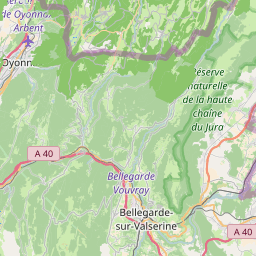 de Oyonna
Arbent
Oyonn
Réserve
naturelle
de la haute
chaîne
du Jura
A 40
Bellegarde
Vouvray
Bellegarde-
sur-Valserine
A 40